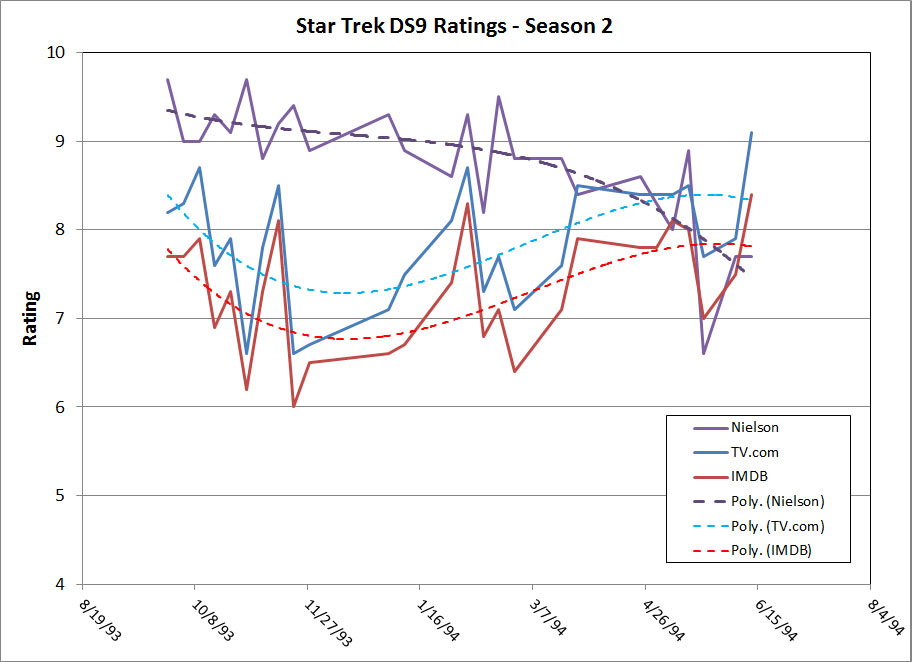 Star Trek DS9 Ratings - Season 2
10
9
8
7
6
5
4
Rating
8/19/93
10/8/93
11/27/93
1/16/94
3/7/94
4/26/94
6/15/94
8/4/94
Nielson
TV.com
IMDB
Poly. (Nielson)
Poly. (TV.com)
Poly. (IMDB)